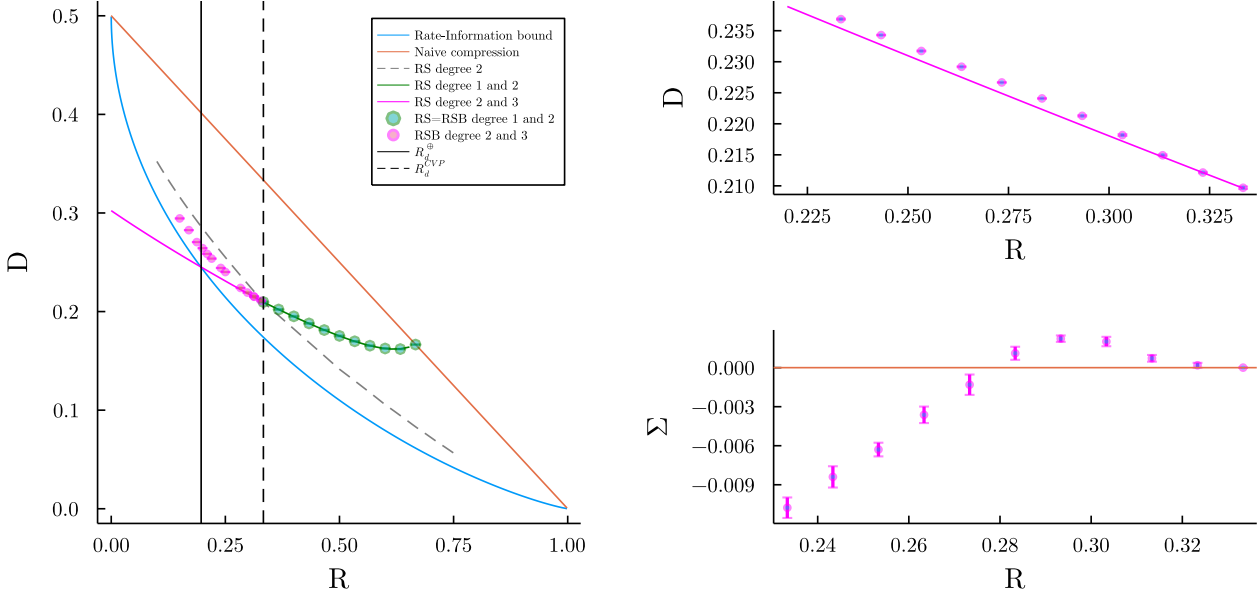 0.5
0.4
0.3
0.2
0.1
0.0
D
0.00
0.25
0.50
0.75
1.00
R
Rate-Information bound
Naive compression
RS degree 2
RS degree 1 and 2
RS degree 2 and 3
RS=RSB degree 1 and 2
RSB degree 2 and 3
R_d^⊕
R_d^CVP
0.235
0.230
0.225
0.220
0.215
0.210
D
0.225
0.250
0.275
0.300
0.325
R
0.000
−0.003
−0.006
−0.009
Σ
0.24
0.26
0.28
0.30
0.32
R